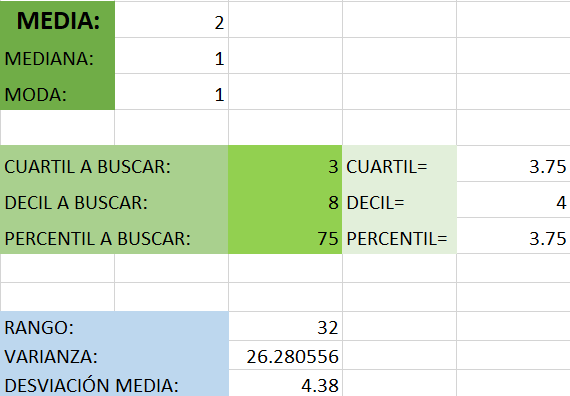 MEDIA: 2
MEDIANA: 1
MODA: 1
CUARTIL A BUSCAR: 3 CUARTIL= 3.75
DECIL A BUSCAR: 8 DECIL= 4
PERCENTIL A BUSCAR: 75 PERCENTIL= 3.75
RANGO: 32
VARIANZA: 26.280556
DESVIACIÓN MEDIA: 4.38